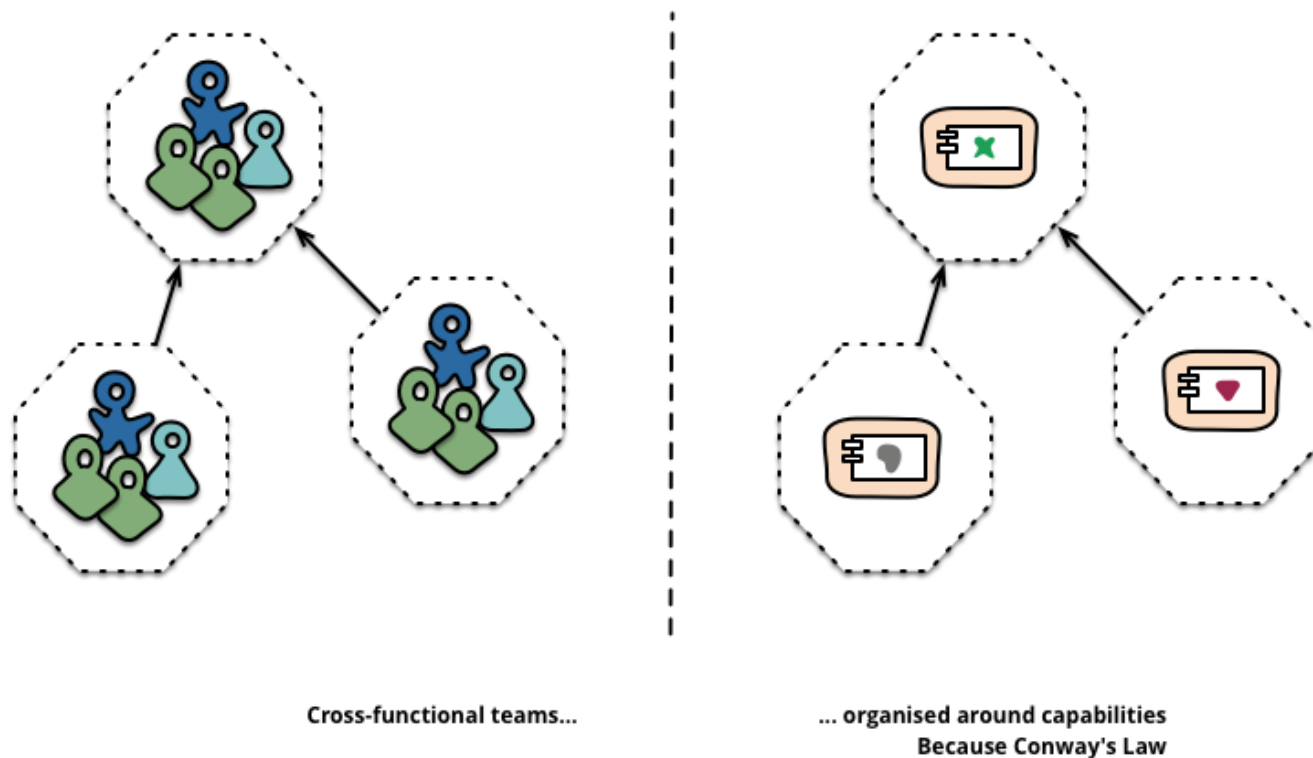 Cross-functional teams...
... organised around capabilities
Because Conway's Law